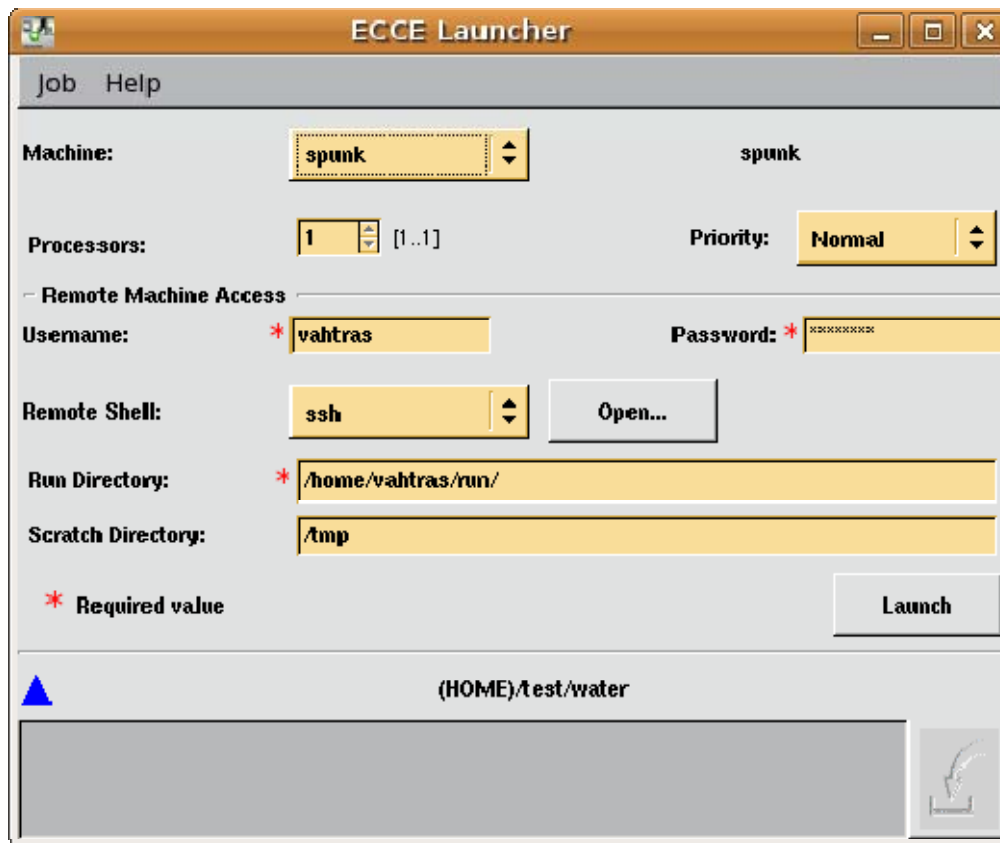 ECCE Launcher
Job Help
Machine: spunk spunk
Processors: 1 [1..1] Priority: Normal
Remote Machine Access
Username: * vahtras Password: * ********
Remote Shell: ssh Open...
Run Directory: * /home/vahtras/run/
Scratch Directory: /tmp
* Required value Launch
(HOME)/test/water